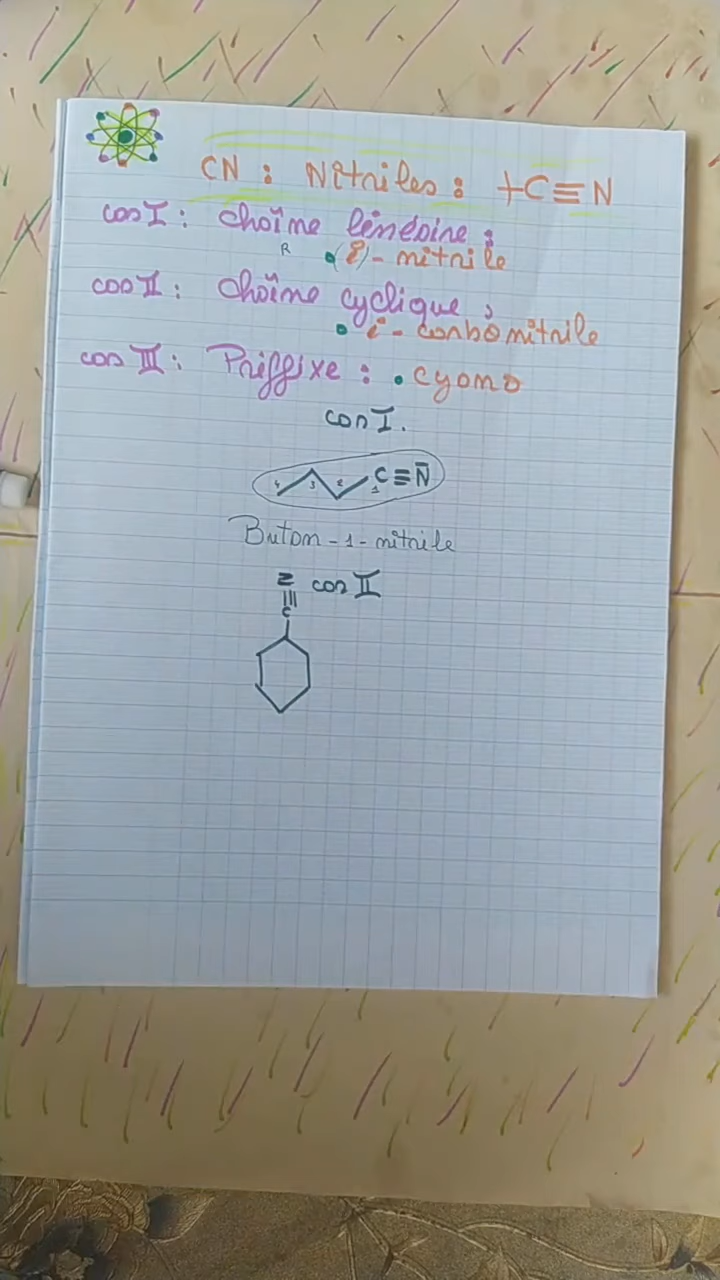 CN : Nitriles : +C≡N
cas I : chaîne linéaire :
R
• (i) - nitrile
cas II : chaîne cyclique :
• i - carbonitrile
cas III : Priffixe : • cyano
cas I.
4 3 2 1 C≡N̄
Butan - 1 - nitrile
N cas II
|||
C